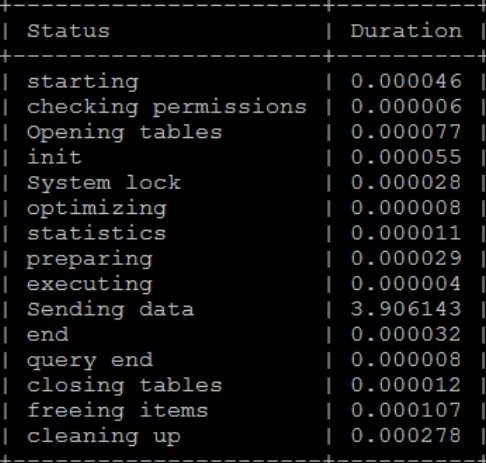 +----------------------+----------+
| Status | Duration |
+----------------------+----------+
| starting | 0.000046 |
| checking permissions | 0.000006 |
| Opening tables | 0.000077 |
| init | 0.000055 |
| System lock | 0.000028 |
| optimizing | 0.000008 |
| statistics | 0.000011 |
| preparing | 0.000029 |
| executing | 0.000004 |
| Sending data | 3.906143 |
| end | 0.000032 |
| query end | 0.000008 |
| closing tables | 0.000012 |
| freeing items | 0.000107 |
| cleaning up | 0.000278 |
+----------------------+----------+